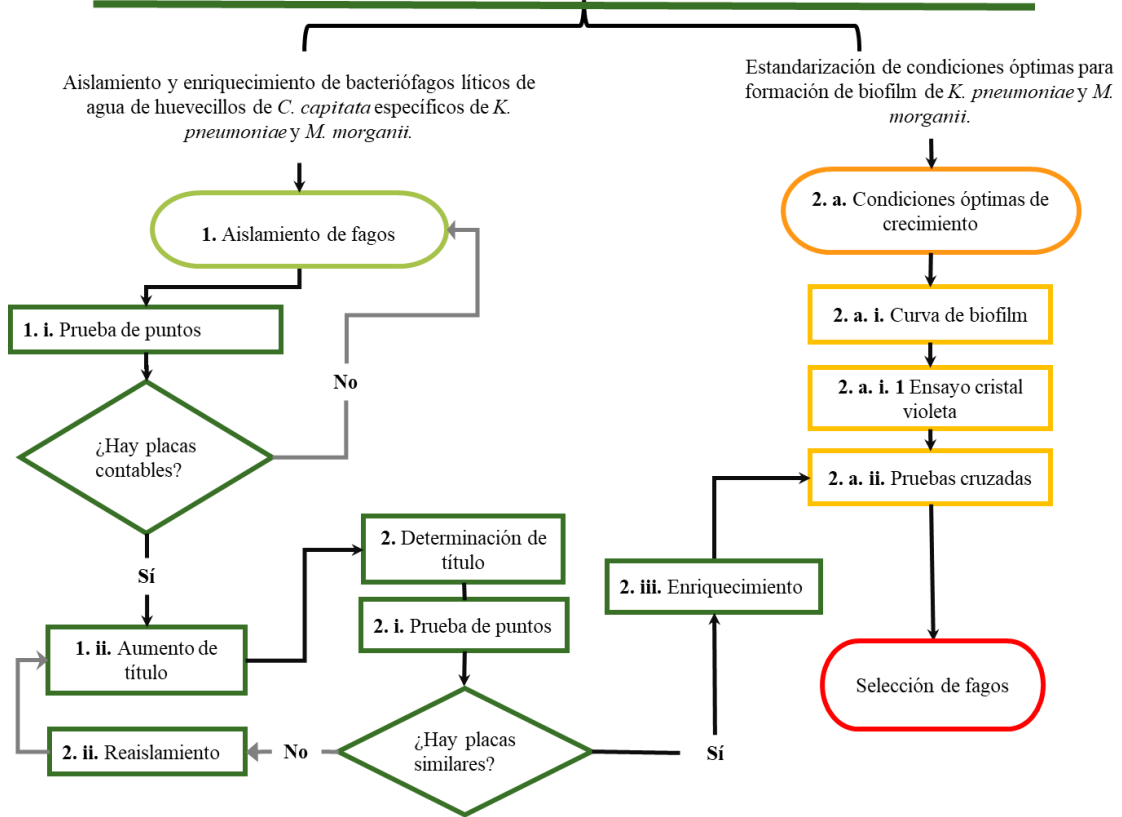 Aislamiento y enriquecimiento de bacteriófagos líticos de
agua de huevecillos de C. capitata específicos de K.
pneumoniae y M. morganii.
1. Aislamiento de fagos
1. i. Prueba de puntos
¿Hay placas
contables?
No
Sí
1. ii. Aumento de
título
2. Determinación de
título
2. i. Prueba de puntos
¿Hay placas
similares?
No
2. ii. Reaislamiento
Sí
2. iii. Enriquecimiento
Estandarización de condiciones óptimas para
formación de biofilm de K. pneumoniae y M.
morganii.
2. a. Condiciones óptimas de
crecimiento
2. a. i. Curva de biofilm
2. a. i. 1 Ensayo cristal
violeta
2. a. ii. Pruebas cruzadas
Selección de fagos